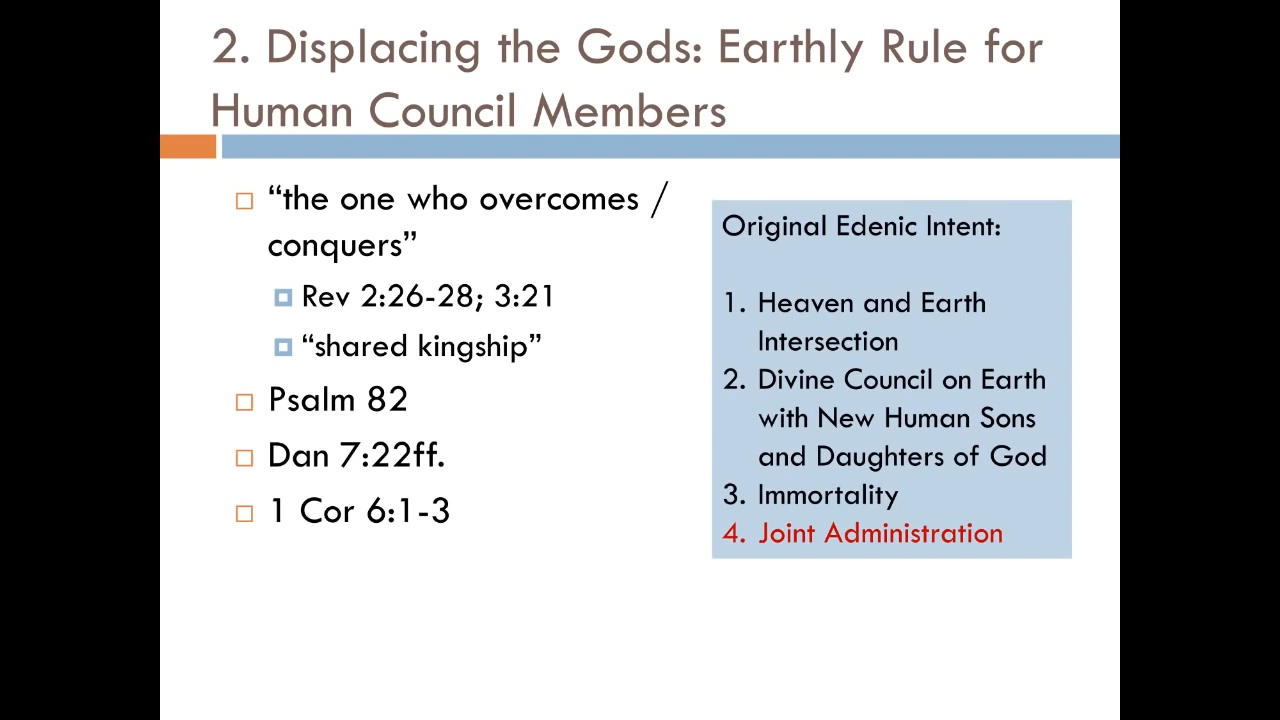 2. Displacing the Gods: Earthly Rule for
Human Council Members
“the one who overcomes /
conquers”
Rev 2:26-28; 3:21
“shared kingship”
Psalm 82
Dan 7:22ff.
1 Cor 6:1-3
Original Edenic Intent:
1. Heaven and Earth
Intersection
2. Divine Council on Earth
with New Human Sons
and Daughters of God
3. Immortality
4. Joint Administration